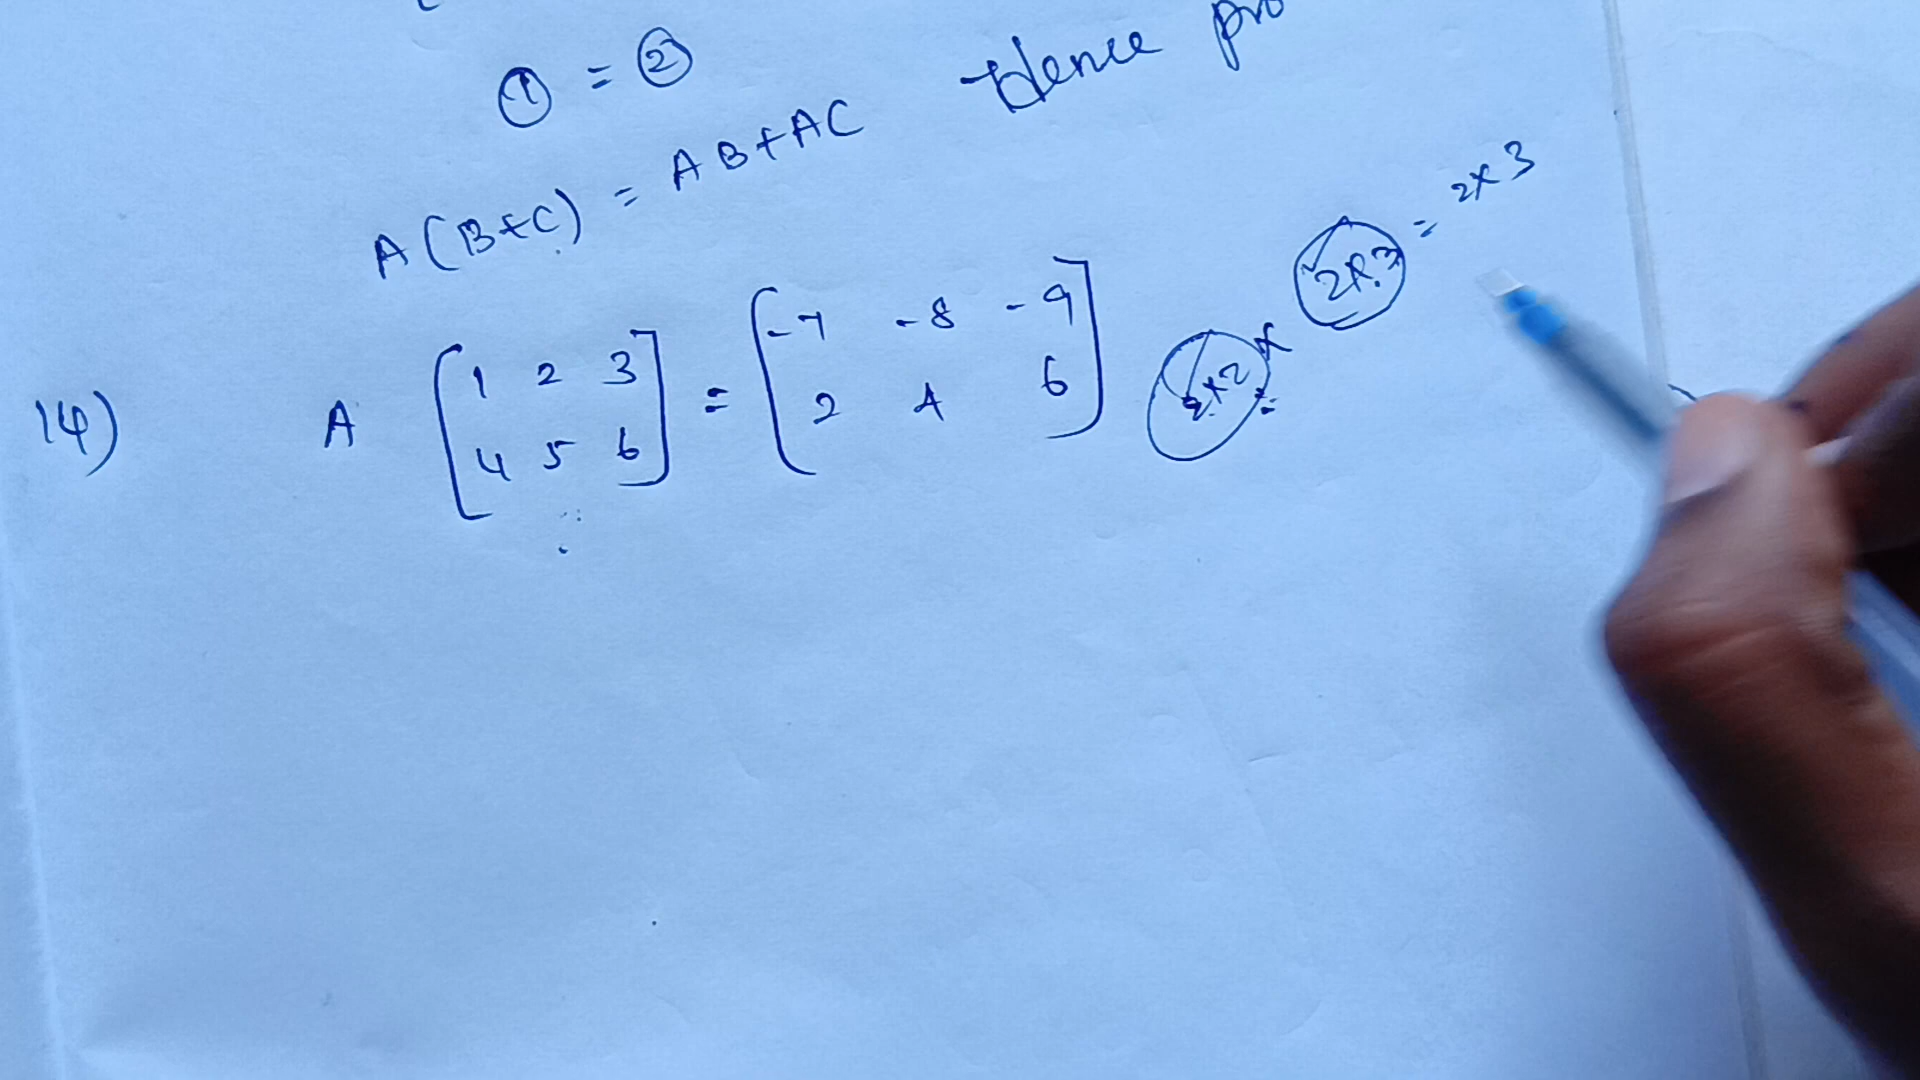 ① = ② Hence pro
A (B+C) = AB+AC
14) A [1 2 3 = [-7 -8 -9] 2×2 × 2×3 = 2×3
4 5 6] 2 4 6